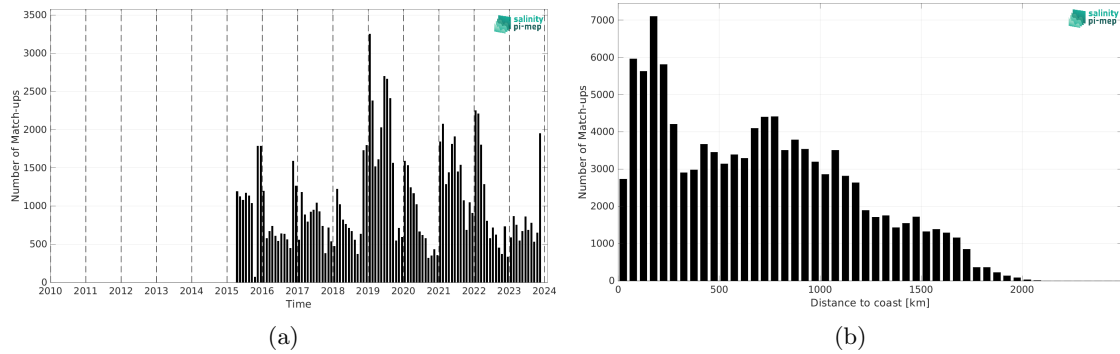 3500
3000
2500
2000
1500
1000
500
0
Number of Match-ups
salinity
pi-mep
2010 2011 2012 2013 2014 2015 2016 2017 2018 2019 2020 2021 2022 2023 2024
Time
(a)
7000
6000
5000
4000
3000
2000
1000
0
Number of Match-ups
salinity
pi-mep
0 500 1000 1500 2000
Distance to coast [km]
(b)